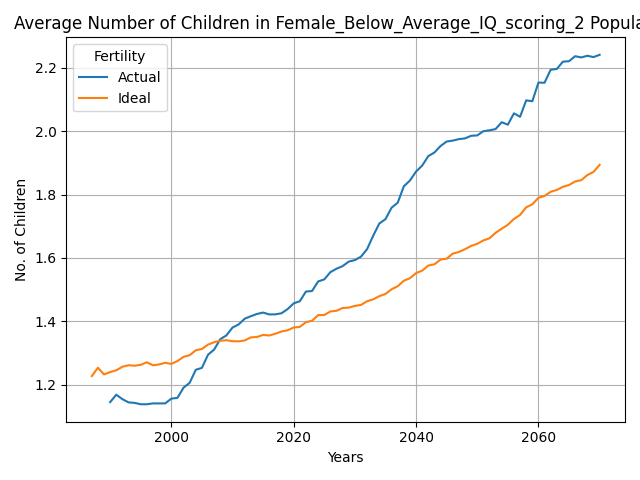 Average Number of Children in Female_Below_Average_IQ_scoring_2 Popula
Fertility
Actual
Ideal
2.2
2.0
1.8
1.6
1.4
1.2
No. of Children
2000 2020 2040 2060
Years